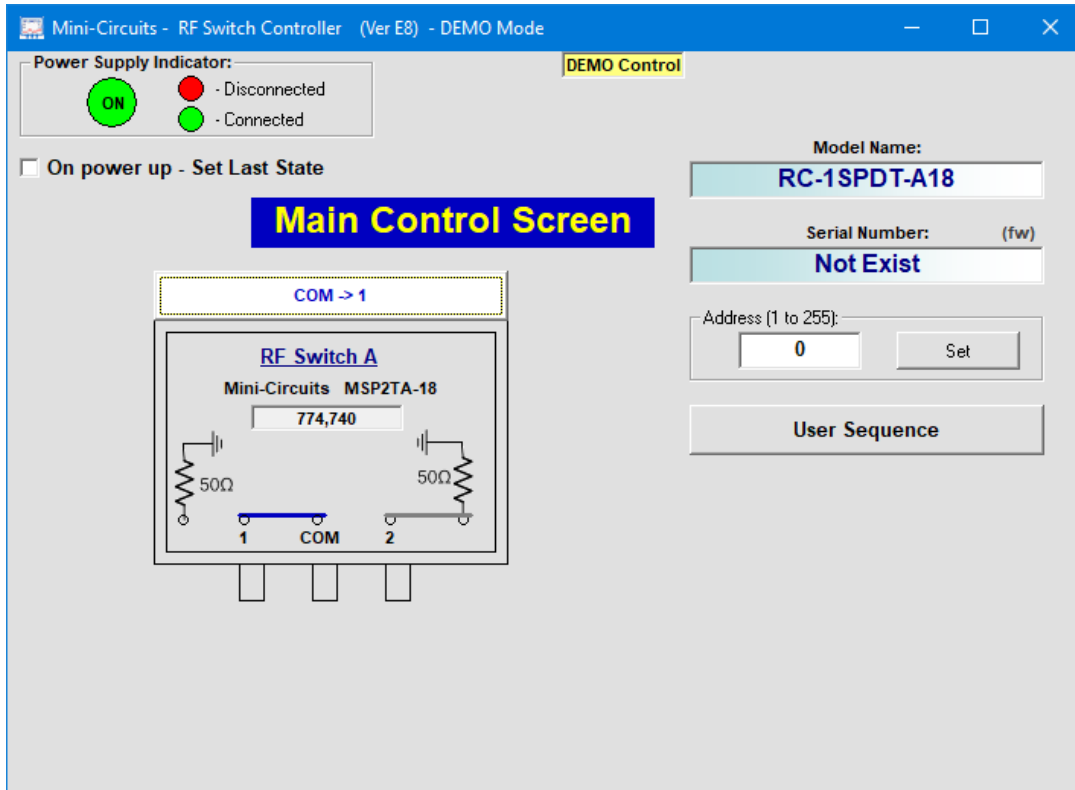 Mini-Circuits - RF Switch Controller (Ver E8) - DEMO Mode
Power Supply Indicator:
ON
- Disconnected
- Connected
DEMO Control
On power up - Set Last State
Main Control Screen
Model Name:
RC-1SPDT-A18
Serial Number: (fw)
Not Exist
Address (1 to 255):
0 Set
User Sequence
COM -> 1
RF Switch A
Mini-Circuits MSP2TA-18
774,740
50Ω 50Ω
1 COM 2